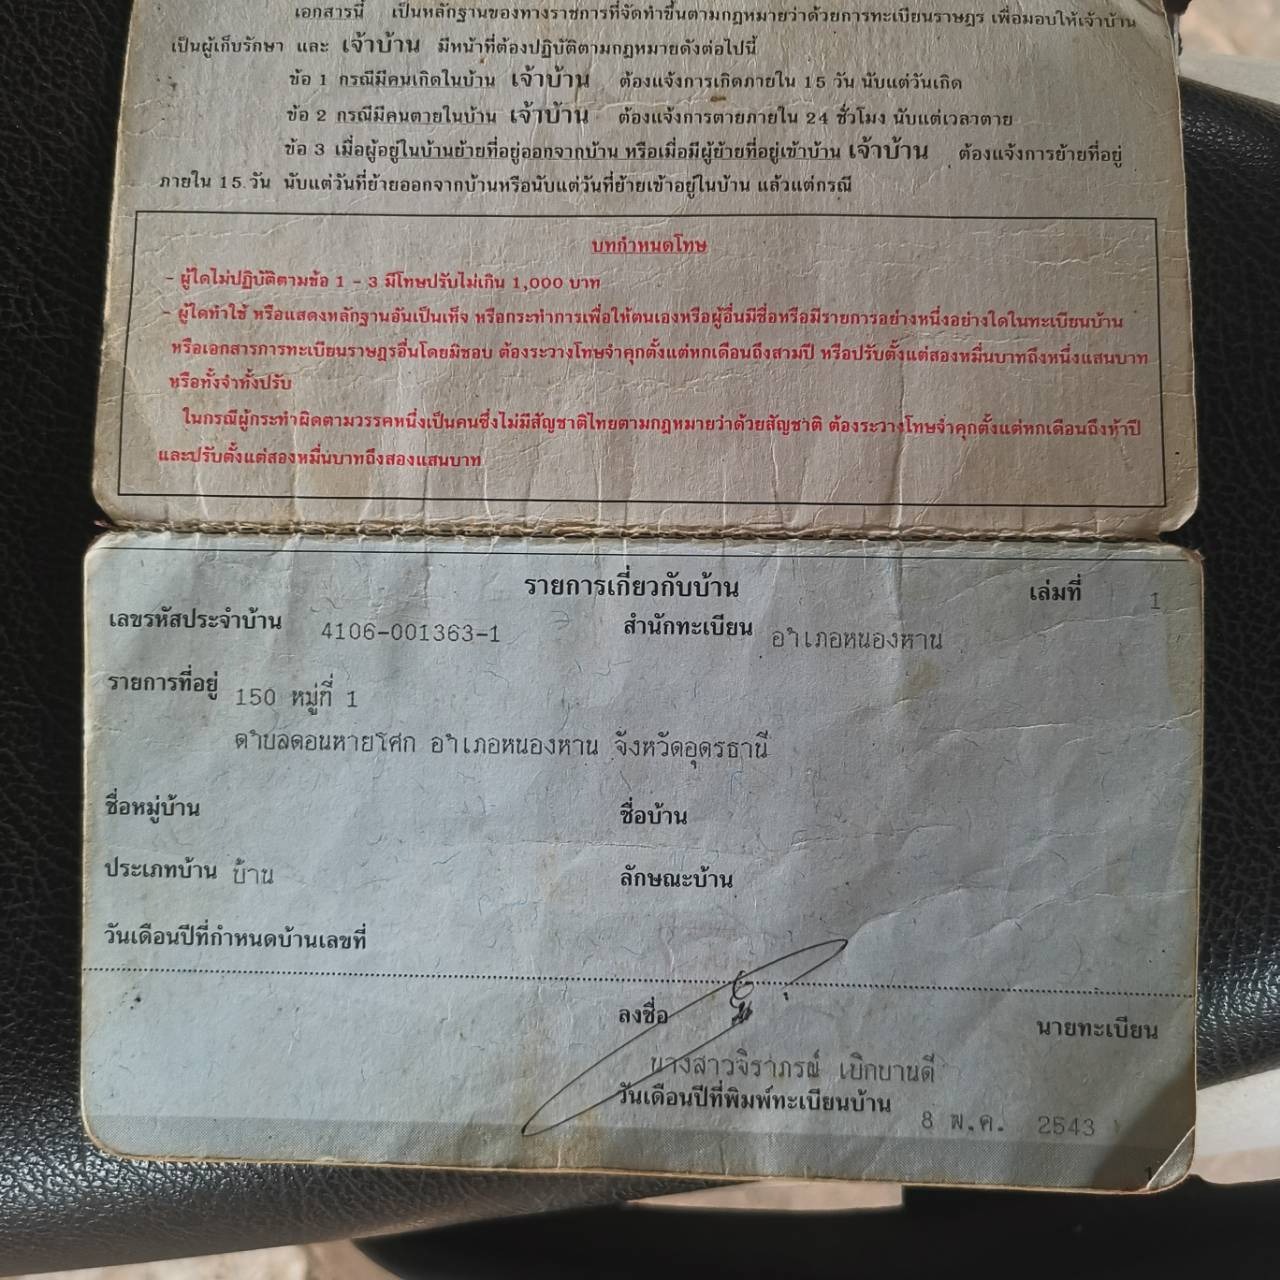 เอกสารนี้ เป็นหลักฐานของทางราชการที่จัดทำขึ้นตามกฎหมายว่าด้วยการทะเบียนราษฎร เพื่อมอบให้เจ้าบ้าน
เป็นผู้เก็บรักษา และ เจ้าบ้าน มีหน้าที่ต้องปฏิบัติตามกฎหมายดังต่อไปนี้
ข้อ 1 กรณีมีคนเกิดในบ้าน เจ้าบ้าน ต้องแจ้งการเกิดภายใน 15 วัน นับแต่วันเกิด
ข้อ 2 กรณีมีคนตายในบ้าน เจ้าบ้าน ต้องแจ้งการตายภายใน 24 ชั่วโมง นับแต่เวลาตาย
ข้อ 3 เมื่อผู้อยู่ในบ้านย้ายที่อยู่ออกจากบ้าน หรือเมื่อมีผู้ย้ายที่อยู่เข้าบ้าน เจ้าบ้าน ต้องแจ้งการย้ายที่อยู่
ภายใน 15 วัน นับแต่วันที่ย้ายออกจากบ้านหรือนับแต่วันที่ย้ายเข้าอยู่ในบ้าน แล้วแต่กรณี
บทกำหนดโทษ
- ผู้ใดไม่ปฏิบัติตามข้อ 1 - 3 มีโทษปรับไม่เกิน 1,000 บาท
- ผู้ใดทำใช้ หรือแสดงหลักฐานอันเป็นเท็จ หรือกระทำการเพื่อให้ตนเองหรือผู้อื่นมีชื่อหรือมีรายการอย่างหนึ่งอย่างใดในทะเบียนบ้าน
หรือเอกสารการทะเบียนราษฎรอื่นโดยมิชอบ ต้องระวางโทษจำคุกตั้งแต่หกเดือนถึงสามปี หรือปรับตั้งแต่สองหมื่นบาทถึงหนึ่งแสนบาท
หรือทั้งจำทั้งปรับ
ในกรณีผู้กระทำผิดตามวรรคหนึ่งเป็นคนซึ่งไม่มีสัญชาติไทยตามกฎหมายว่าด้วยสัญชาติ ต้องระวางโทษจำคุกตั้งแต่หกเดือนถึงห้าปี
และปรับตั้งแต่สองหมื่นบาทถึงสองแสนบาท
รายการเกี่ยวกับบ้าน เล่มที่ 1
เลขรหัสประจำบ้าน 4106-001363-1 สำนักทะเบียน อำเภอหนองหาน
รายการที่อยู่ 150 หมู่ที่ 1
ตำบลดอนหายโศก อำเภอหนองหาน จังหวัดอุดรธานี
ชื่อหมู่บ้าน ชื่อบ้าน
ประเภทบ้าน บ้าน ลักษณะบ้าน
วันเดือนปีที่กำหนดบ้านเลขที่
ลงชื่อ นายทะเบียน
นางสาวจิราภรณ์ เบิกบานดี
วันเดือนปีที่พิมพ์ทะเบียนบ้าน 8 พ.ค. 2543
1